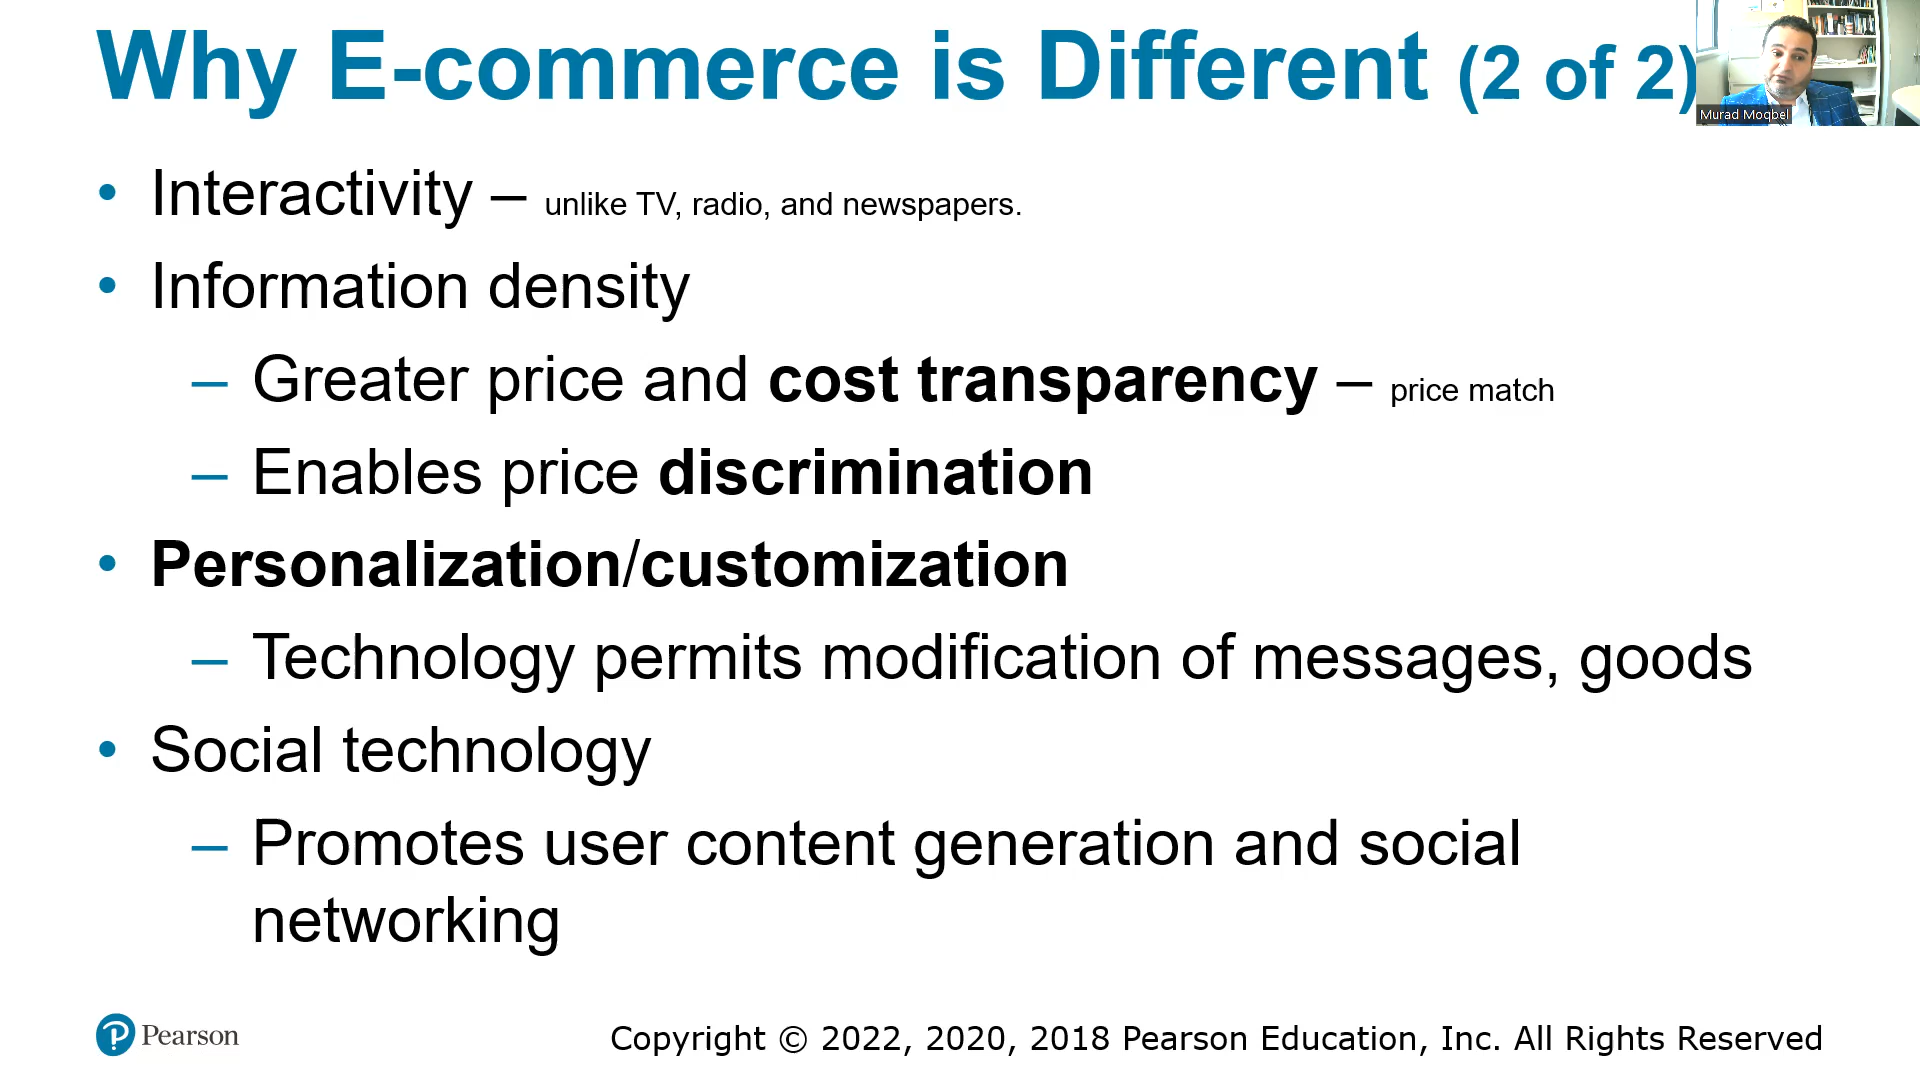 Why E-commerce is Different (2 of 2)
Murad Moqbel
• Interactivity – unlike TV, radio, and newspapers.
• Information density
– Greater price and cost transparency – price match
– Enables price discrimination
• Personalization/customization
– Technology permits modification of messages, goods
• Social technology
– Promotes user content generation and social
networking
Pearson
Copyright © 2022, 2020, 2018 Pearson Education, Inc. All Rights Reserved